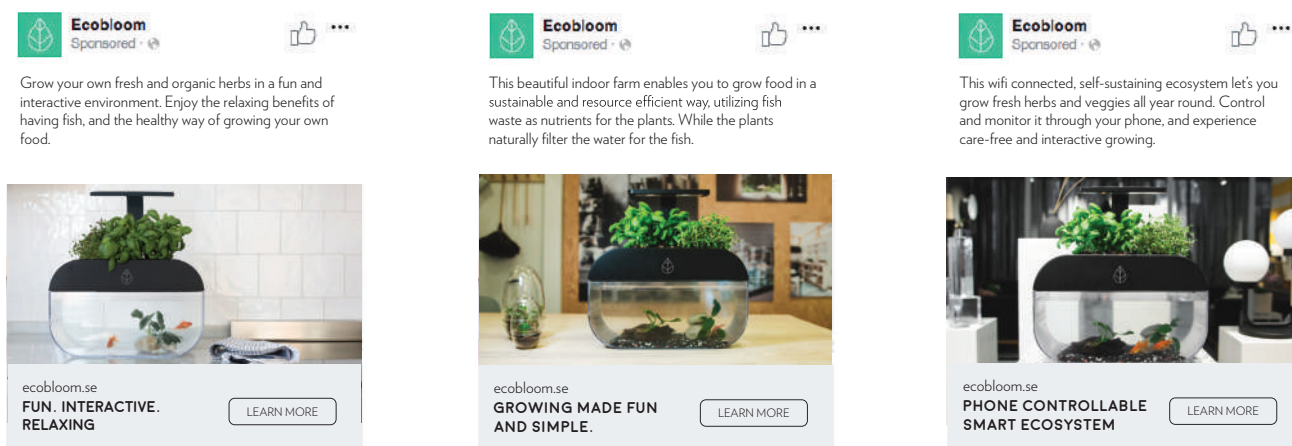 Ecobloom
Sponsored ·
Grow your own fresh and organic herbs in a fun and
interactive environment. Enjoy the relaxing benefits of
having fish, and the healthy way of growing your own
food.
ecobloom.se
FUN. INTERACTIVE.
RELAXING
LEARN MORE
Ecobloom
Sponsored ·
This beautiful indoor farm enables you to grow food in a
sustainable and resource efficient way, utilizing fish
waste as nutrients for the plants. While the plants
naturally filter the water for the fish.
ecobloom.se
GROWING MADE FUN
AND SIMPLE.
LEARN MORE
Ecobloom
Sponsored ·
This wifi connected, self-sustaining ecosystem let's you
grow fresh herbs and veggies all year round. Control
and monitor it through your phone, and experience
care-free and interactive growing.
ecobloom.se
PHONE CONTROLLABLE
SMART ECOSYSTEM
LEARN MORE